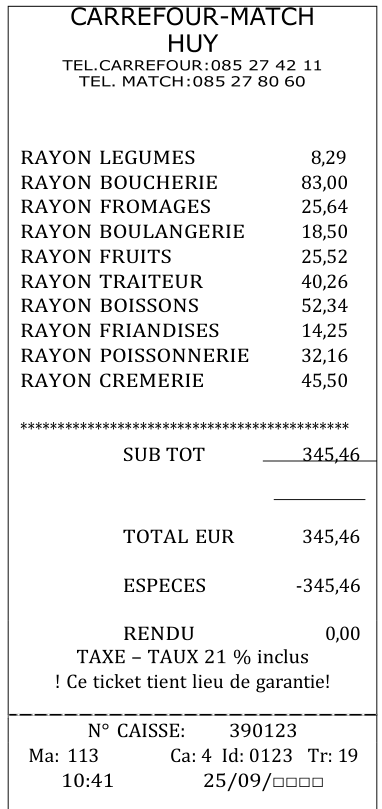 CARREFOUR-MATCH
HUY
TEL.CARREFOUR:085 27 42 11
TEL. MATCH:085 27 80 60
RAYON LEGUMES 8,29
RAYON BOUCHERIE 83,00
RAYON FROMAGES 25,64
RAYON BOULANGERIE 18,50
RAYON FRUITS 25,52
RAYON TRAITEUR 40,26
RAYON BOISSONS 52,34
RAYON FRIANDISES 14,25
RAYON POISSONNERIE 32,16
RAYON CREMERIE 45,50
********************************************
SUB TOT 345,46
TOTAL EUR 345,46
ESPECES -345,46
RENDU 0,00
TAXE – TAUX 21 % inclus
! Ce ticket tient lieu de garantie!
N° CAISSE: 390123
Ma: 113 Ca: 4 Id: 0123 Tr: 19
10:41 25/09/□□□□